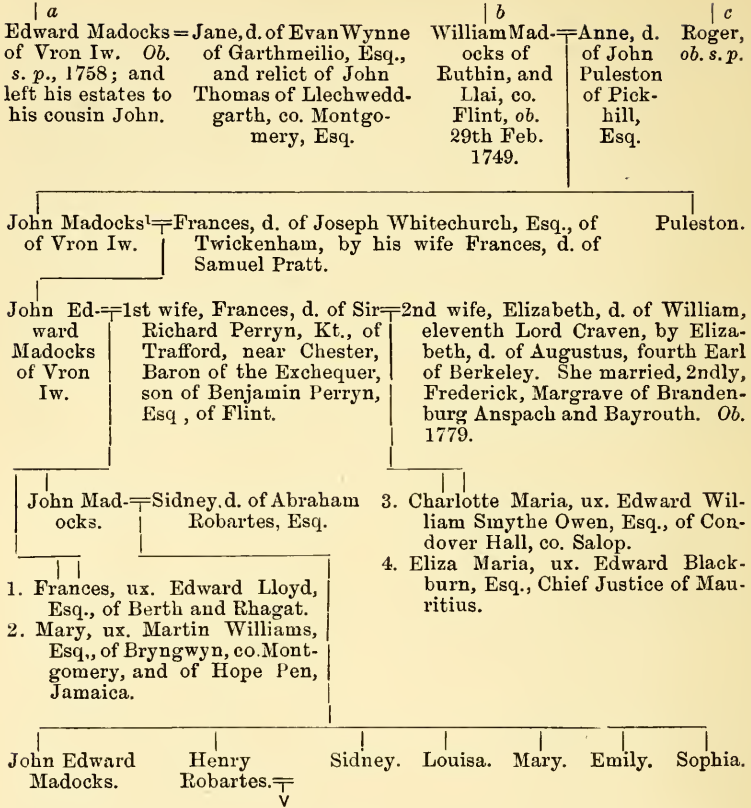 a
Edward Madocks = Jane, d. of Evan Wynne
of Vron Iw. Ob. of Garthmeilio, Esq.,
s. p., 1758; and and relict of John
left his estates to Thomas of Llechwedd-
his cousin John. garth, co. Montgo-
mery, Esq.
b
William Mad- Anne, d.
ocks of of John
Ruthin, and Puleston
Llai, co. of Pick-
Flint, ob. hill,
29th Feb. Esq.
1749.
c
Roger,
ob. s. p.
John Madocks¹ Frances, d. of Joseph Whitechurch, Esq., of Puleston.
of Vron Iw. Twickenham, by his wife Frances, d. of
Samuel Pratt.
John Ed-
ward
Madocks
of Vron
Iw.
1st wife, Frances, d. of Sir
Richard Perryn, Kt., of
Trafford, near Chester,
Baron of the Exchequer,
son of Benjamin Perryn,
Esq , of Flint.
2nd wife, Elizabeth, d. of William,
eleventh Lord Craven, by Eliza-
beth, d. of Augustus, fourth Earl
of Berkeley. She married, 2ndly,
Frederick, Margrave of Branden-
burg Anspach and Bayrouth. Ob.
1779.
John Mad- Sidney, d. of Abraham
ocks. Robartes, Esq.
3. Charlotte Maria, ux. Edward Wil-
liam Smythe Owen, Esq., of Con-
dover Hall, co. Salop.
4. Eliza Maria, ux. Edward Black-
burn, Esq., Chief Justice of Mau-
ritius.
1. Frances, ux. Edward Lloyd,
Esq., of Berth and Rhagat.
2. Mary, ux. Martin Williams,
Esq., of Bryngwyn, co. Mont-
gomery, and of Hope Pen,
Jamaica.
John Edward Henry Sidney. Louisa. Mary. Emily. Sophia.
Madocks. Robartes.